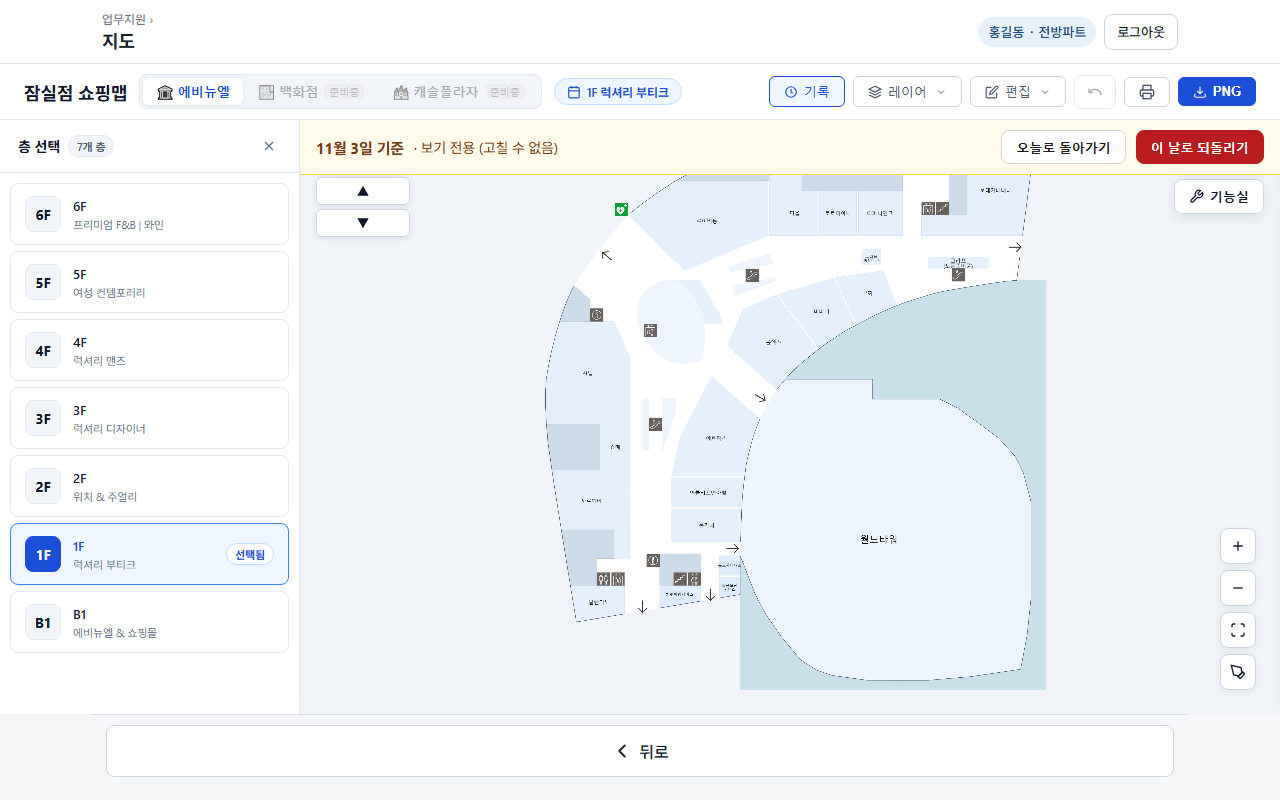 업무지원 ›
지도
홍길동 · 전방파트
로그아웃
잠실점 쇼핑맵
에비뉴엘
백화점 준비중
캐슬플라자 준비중
1F 럭셔리 부티크
기록
레이어
편집
PNG
층 선택
7개 층
11월 3일 기준 · 보기 전용 (고칠 수 없음)
오늘로 돌아가기
이 날로 되돌리기
6F
6F
프리미엄 F&B | 와인
5F
5F
여성 컨템포러리
4F
4F
럭셔리 맨즈
3F
3F
럭셔리 디자이너
2F
2F
워치 & 주얼리
1F
1F
럭셔리 부티크
선택됨
B1
B1
에비뉴엘 & 쇼핑몰
▲
▼
기능실
월드타워
뒤로